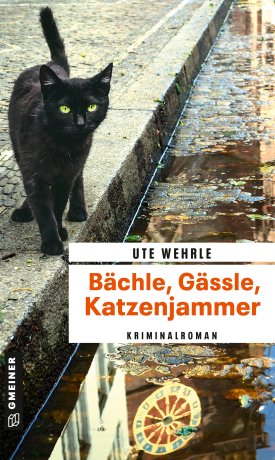 UTE WEHRLE
Bächle, Gässle,
Katzenjammer
KRIMINALROMAN
GMEINER